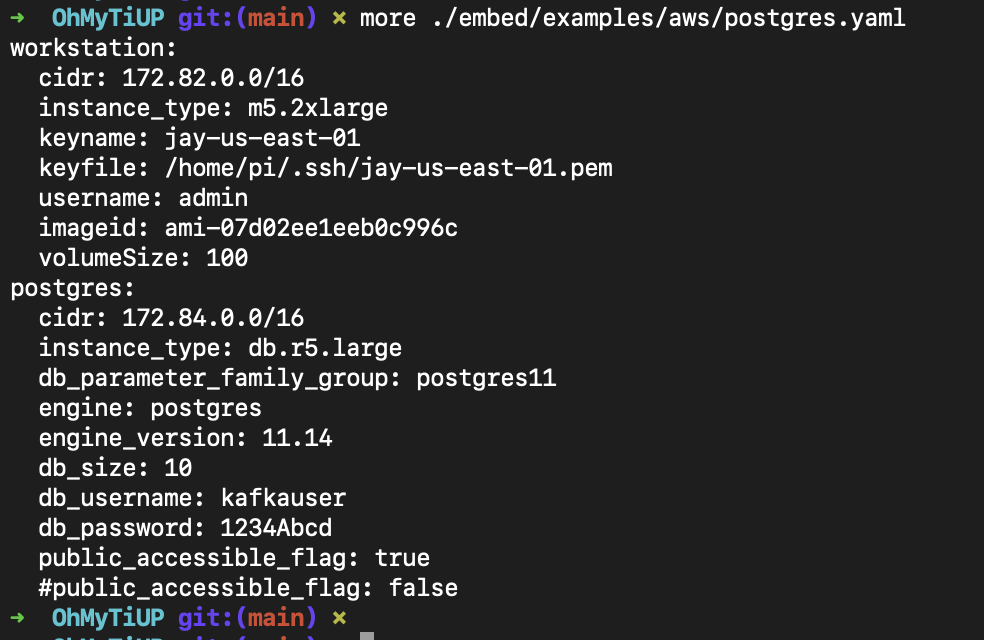 ➜  OhMyTiUP git:(main) ✗ more ./embed/examples/aws/postgres.yaml
workstation:
  cidr: 172.82.0.0/16
  instance_type: m5.2xlarge
  keyname: jay-us-east-01
  keyfile: /home/pi/.ssh/jay-us-east-01.pem
  username: admin
  imageid: ami-07d02ee1eeb0c996c
  volumeSize: 100
postgres:
  cidr: 172.84.0.0/16
  instance_type: db.r5.large
  db_parameter_family_group: postgres11
  engine: postgres
  engine_version: 11.14
  db_size: 10
  db_username: kafkauser
  db_password: 1234Abcd
  public_accessible_flag: true
  #public_accessible_flag: false
➜  OhMyTiUP git:(main) ✗